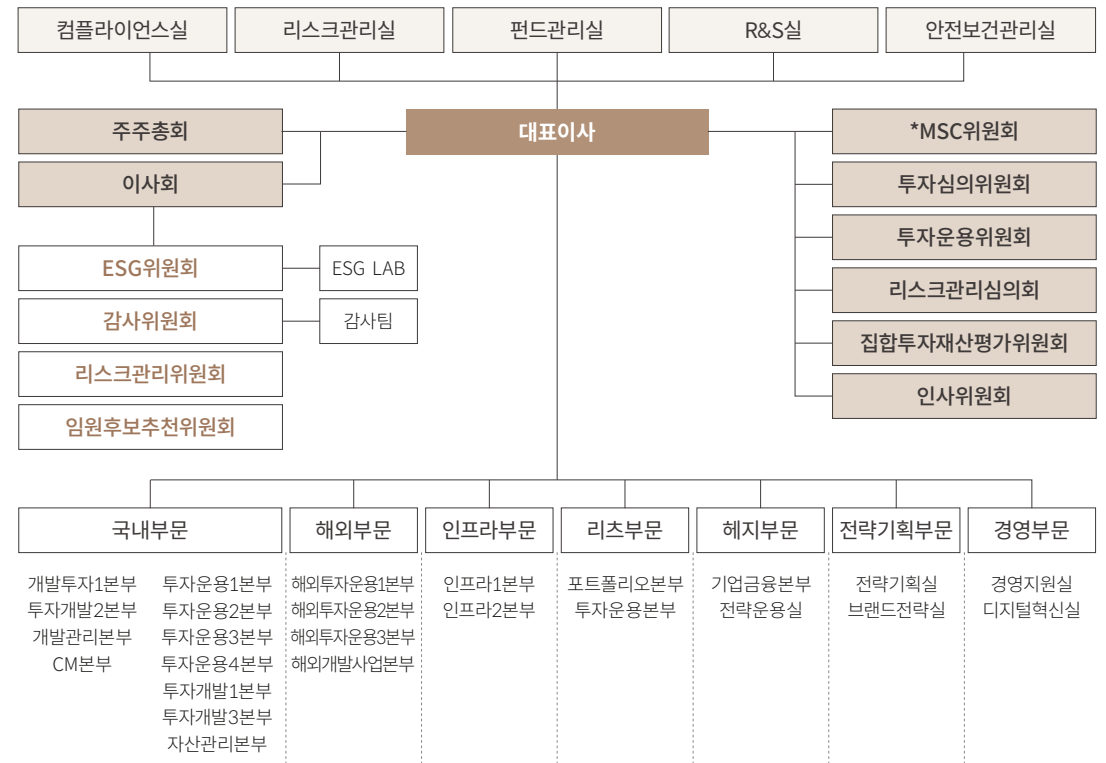 컴플라이언스실
리스크관리실
펀드관리실
R&S실
안전보건관리실
주주총회
이사회
대표이사
*MSC위원회
투자심의위원회
투자운용위원회
리스크관리심의회
집합투자재산평가위원회
인사위원회
ESG위원회
ESG LAB
감사위원회
감사팀
리스크관리위원회
임원후보추천위원회
국내부문
개발투자1본부
투자개발2본부
개발관리본부
CM본부
투자운용1본부
투자운용2본부
투자운용3본부
투자운용4본부
투자개발1본부
투자개발3본부
자산관리본부
해외부문
해외투자운용1본부
해외투자운용2본부
해외투자운용3본부
해외개발사업본부
인프라부문
인프라1본부
인프라2본부
리츠부문
포트폴리오본부
투자운용본부
헤지부문
기업금융본부
전략운용실
전략기획부문
전략기획실
브랜드전략실
경영부문
경영지원실
디지털혁신실